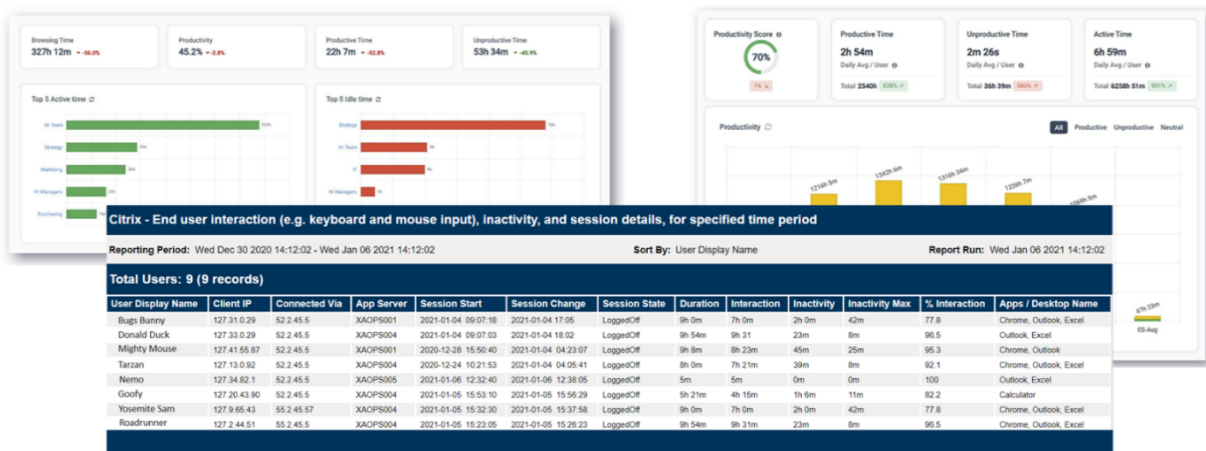 Browsing Time
327h 12m -56.0%
Productivity
45.2% -2.8%
Productive Time
22h 7m -52.8%
Unproductive Time
53h 34m -45.9%
Top 5 Active time
HR Team
Strategy
Marketing
HR Managers
Purchasing
Top 5 Idle time
Strategy
HR Team
IT
HR Managers
Productivity Score
70%
1%
Productive Time
2h 54m
Daily Avg / User
Total 2540h
Unproductive Time
2m 26s
Daily Avg / User
Total 36h 39m
Active Time
6h 59m
Daily Avg / User
Total 6258h 51m
Productivity
All Productive Unproductive Neutral
1216h 5m
1342h 6m
1316h 34m
1226h 7m
47h 33m
05-Aug
Citrix - End user interaction (e.g. keyboard and mouse input), inactivity, and session details, for specified time period
Reporting Period: Wed Dec 30 2020 14:12:02 - Wed Jan 06 2021 14:12:02 Sort By: User Display Name Report Run: Wed Jan 06 2021 14:12:02
Total Users: 9 (9 records)
User Display Name Client IP Connected Via App Server Session Start Session Change Session State Duration Interaction Inactivity Inactivity Max % Interaction Apps / Desktop Name
Bugs Bunny 127.31.0.29 52.2.45.5 XAOPS001 2021-01-04 09:07:18 2021-01-04 17:05 LoggedOff 9h 0m 7h 0m 2h 0m 42m 77.8 Chrome, Outlook, Excel
Donald Duck 127.33.0.29 52.2.45.5 XAOPS004 2021-01-04 09:07:03 2021-01-04 18:02 LoggedOff 9h 54m 9h 31 23m 8m 96.5 Outlook, Excel
Mighty Mouse 127.41.55.87 52.2.45.5 XAOPS001 2020-12-28 15:50:40 2021-01-04 04:23:07 LoggedOff 9h 8m 8h 23m 45m 25m 95.3 Chrome, Outlook
Tarzan 127.13.0.92 52.2.45.5 XAOPS004 2020-12-24 10:21:53 2021-01-04 04:05:41 LoggedOff 8h 0m 7h 21m 39m 8m 92.1 Chrome, Outlook, Excel
Nemo 127.34.82.1 52.2.45.5 XAOPS005 2021-01-06 12:32:40 2021-01-06 12:38:05 LoggedOff 5m 5m 0m 0m 100 Outlook, Excel
Goofy 127.20.43.90 52.2.45.5 XAOPS004 2021-01-05 15:53:10 2021-01-05 15:56:29 LoggedOff 5h 21m 4h 15m 1h 6m 11m 82.2 Calculator
Yosemite Sam 127.9.65.43 55.2.45.57 XAOPS004 2021-01-05 15:32:30 2021-01-05 15:37:58 LoggedOff 9h 0m 7h 0m 2h 0m 42m 77.8 Chrome, Outlook, Excel
Roadrunner 127.2.44.51 55.2.45.5 XAOPS004 2021-01-05 15:23:05 2021-01-05 15:26:23 LoggedOff 9h 54m 9h 31m 23m 8m 96.5 Chrome, Outlook, Excel